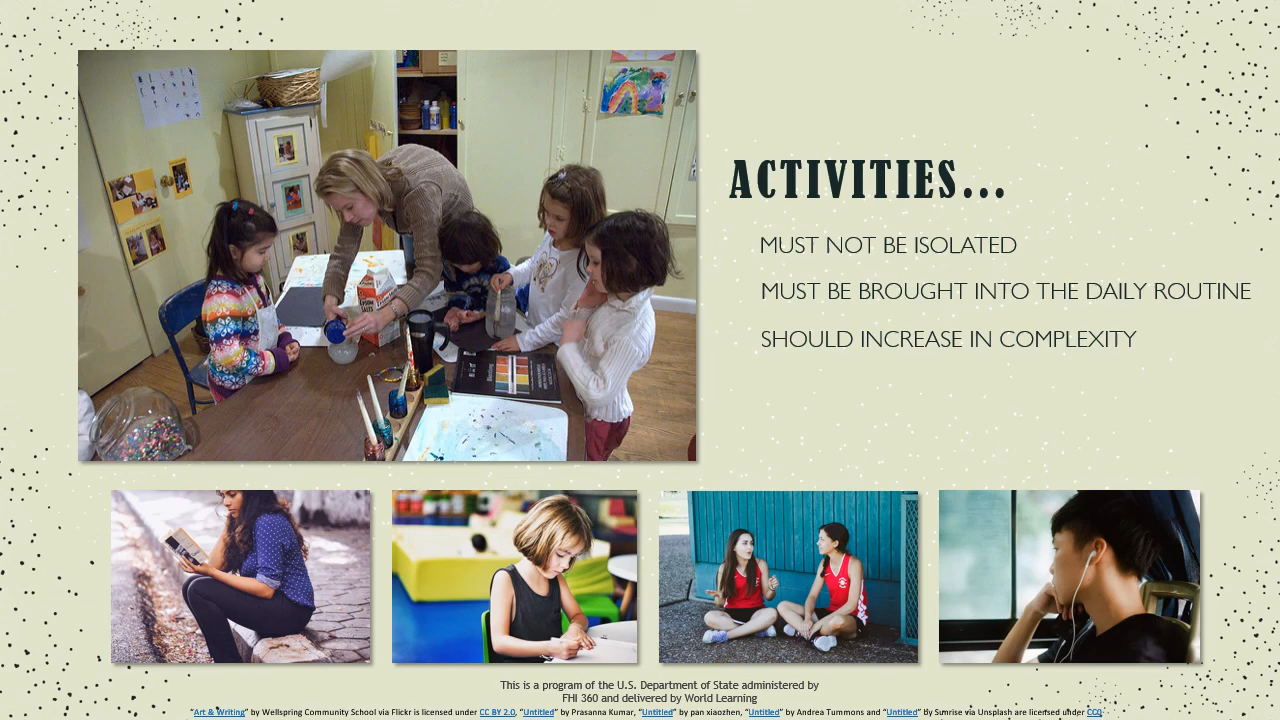 ACTIVITIES...
MUST NOT BE ISOLATED
MUST BE BROUGHT INTO THE DAILY ROUTINE
SHOULD INCREASE IN COMPLEXITY
This is a program of the U.S. Department of State administered by
FHI 360 and delivered by World Learning
“Art & Writing” by Wellspring Community School via Flickr is licensed under CC BY 2.0, “Untitled” by Prasanna Kumar, “Untitled” by pan xiaozhen, “Untitled” by Andrea Tummons and “Untitled” By Sunrise via Unsplash are licensed under CC0